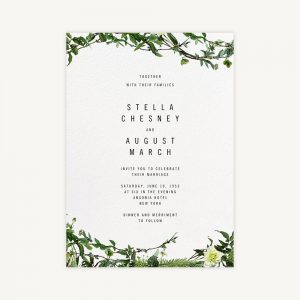 TOGETHER
WITH THEIR FAMILIES
STELLA
CHESNEY
AND
AUGUST
MARCH
INVITE YOU TO CELEBRATE
THEIR MARRIAGE
SATURDAY, JUNE 10, 1953
AT SIX IN THE EVENING
ANSONIA HOTEL
NEW YORK
DINNER AND MERRIMENT
TO FOLLOW